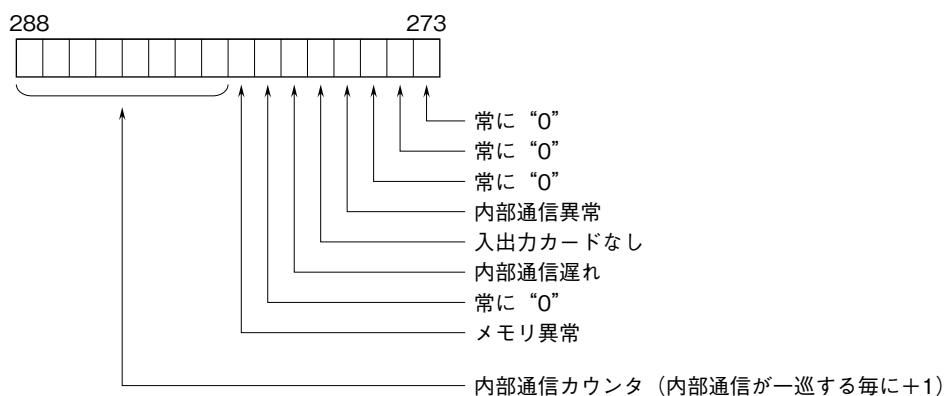 288 273
常に “0”
常に “0”
常に “0”
内部通信異常
入出力カードなし
内部通信遅れ
常に “0”
メモリ異常
内部通信カウンタ（内部通信が一巡する毎に＋1）